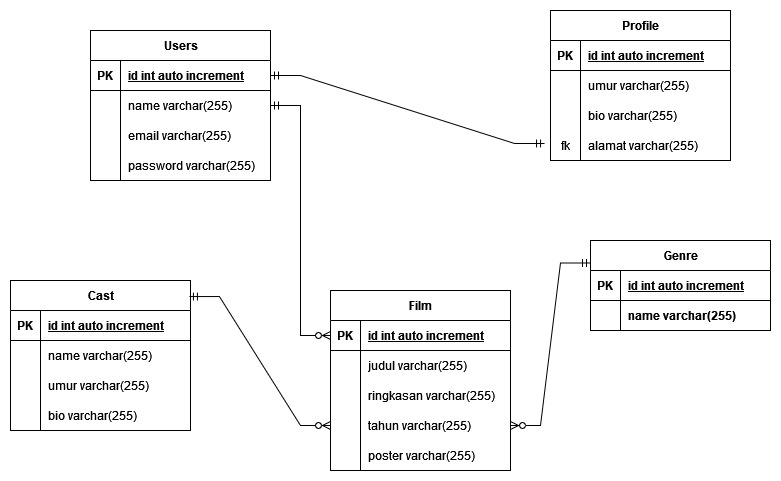 Users
PK id int auto increment
name varchar(255)
email varchar(255)
password varchar(255)
Profile
PK id int auto increment
umur varchar(255)
bio varchar(255)
fk alamat varchar(255)
Cast
PK id int auto increment
name varchar(255)
umur varchar(255)
bio varchar(255)
Film
PK id int auto increment
judul varchar(255)
ringkasan varchar(255)
tahun varchar(255)
poster varchar(255)
Genre
PK id int auto increment
name varchar(255)